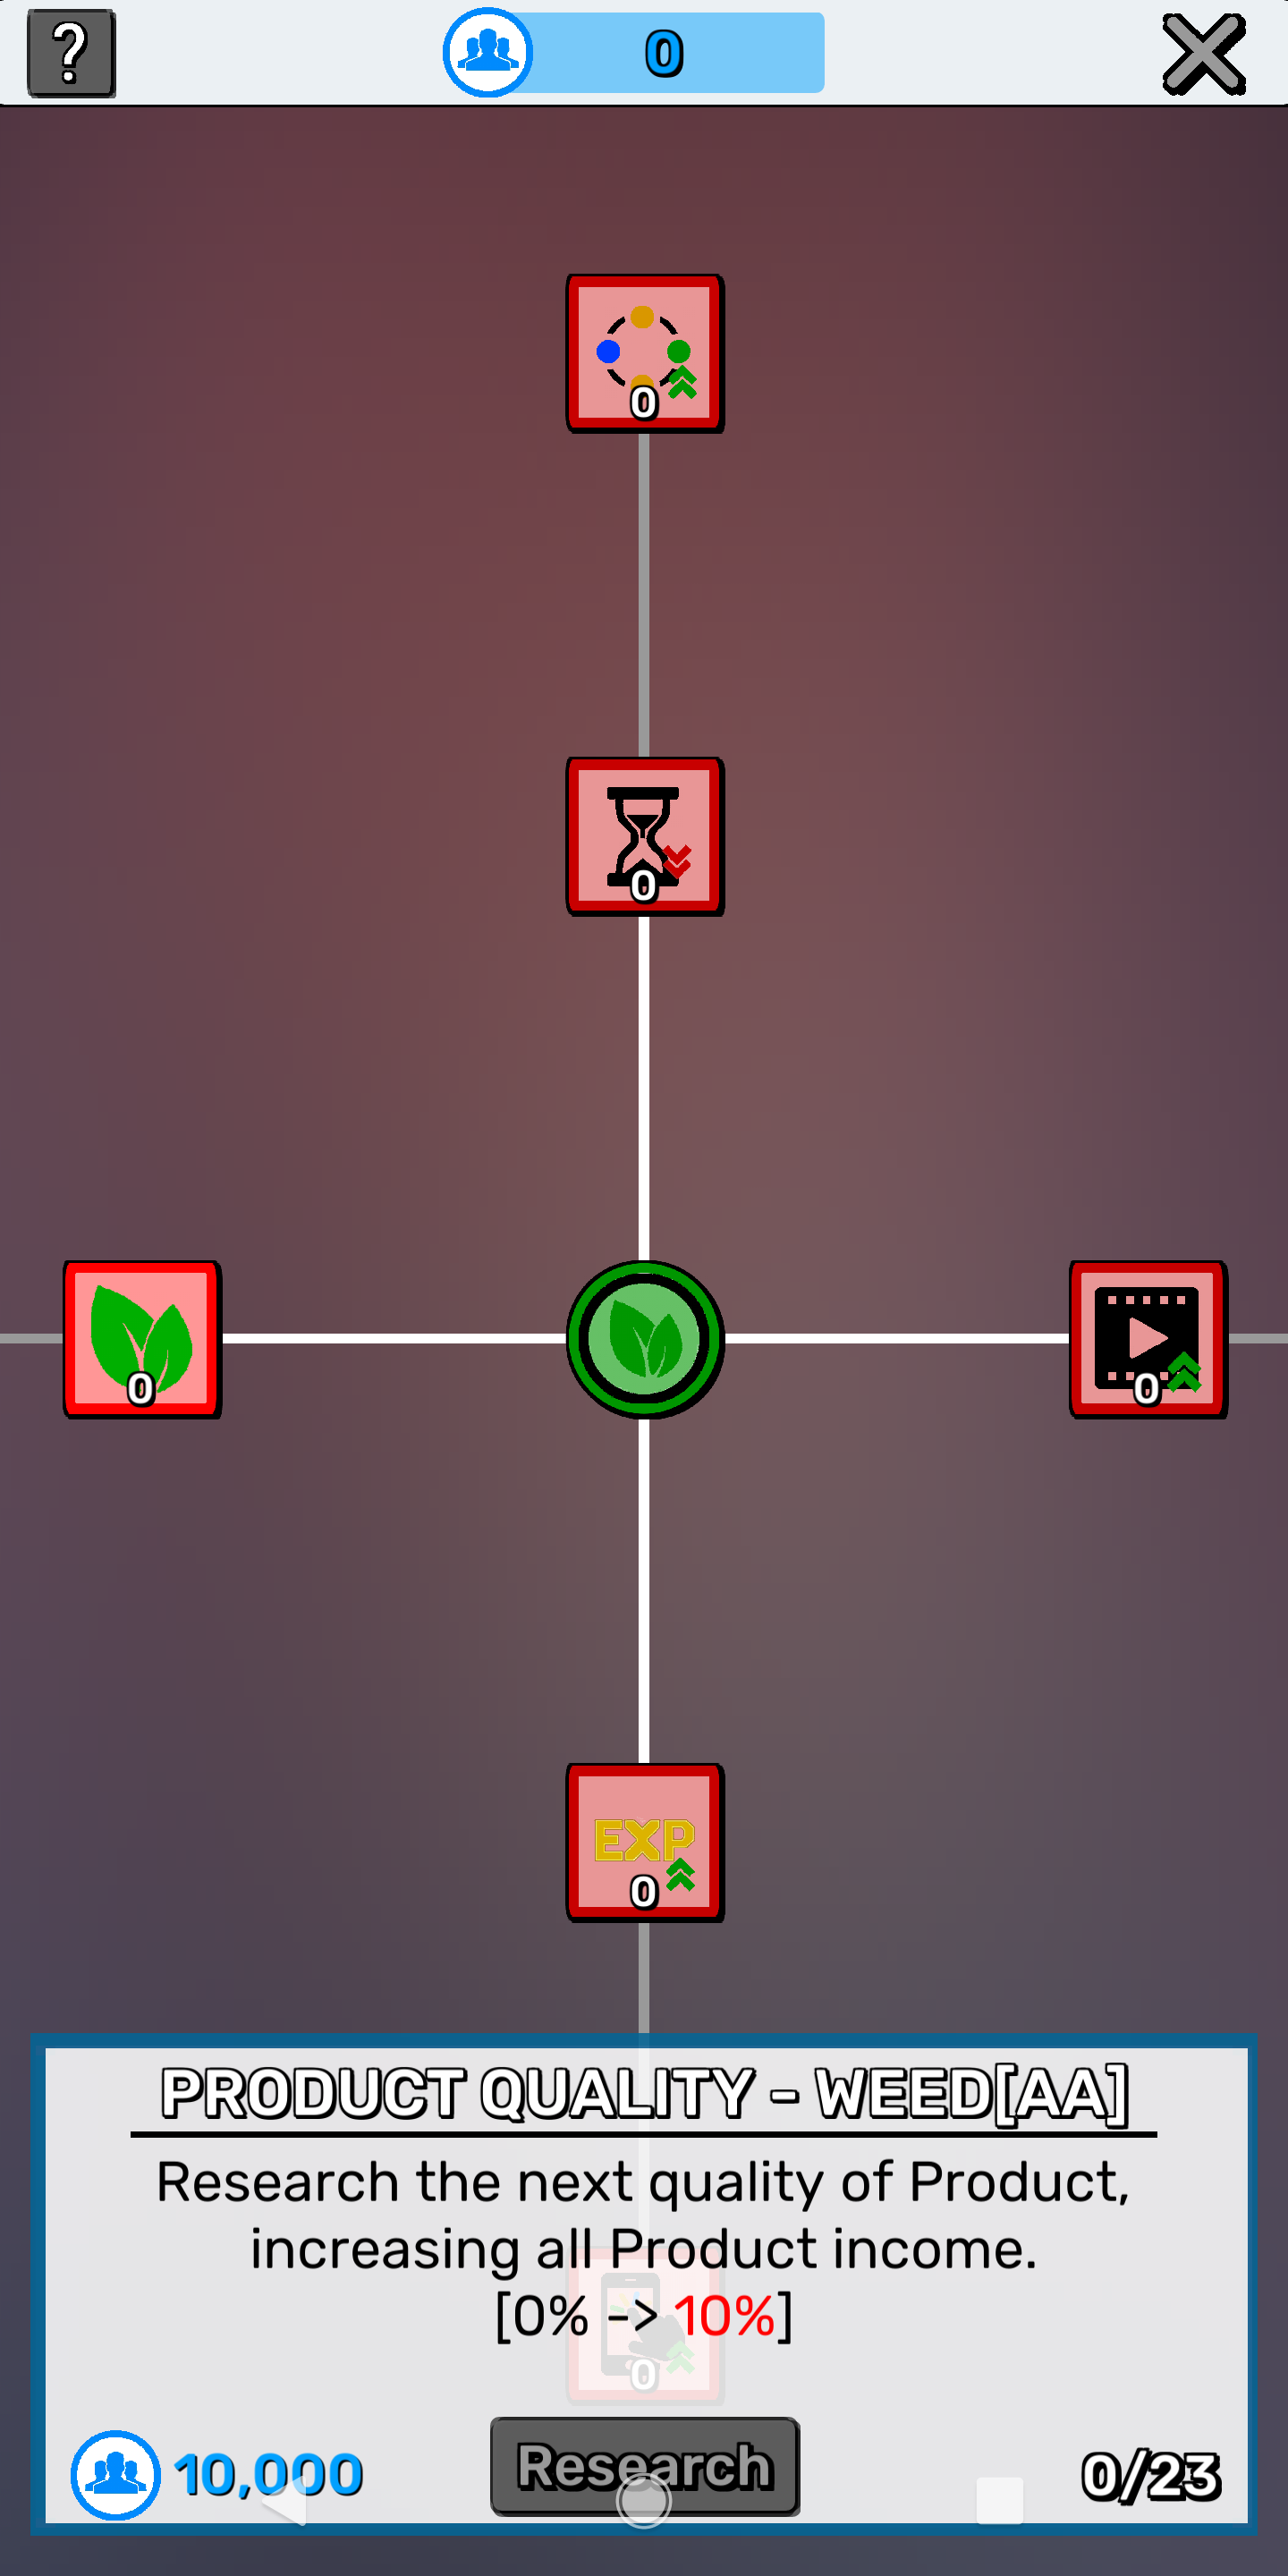 ?
0
0
0
0
0
EXP
0
PRODUCT QUALITY - WEED[AA]
Research the next quality of Product,
increasing all Product income.
[0% -> 10%]
0
10,000
Research
0/23